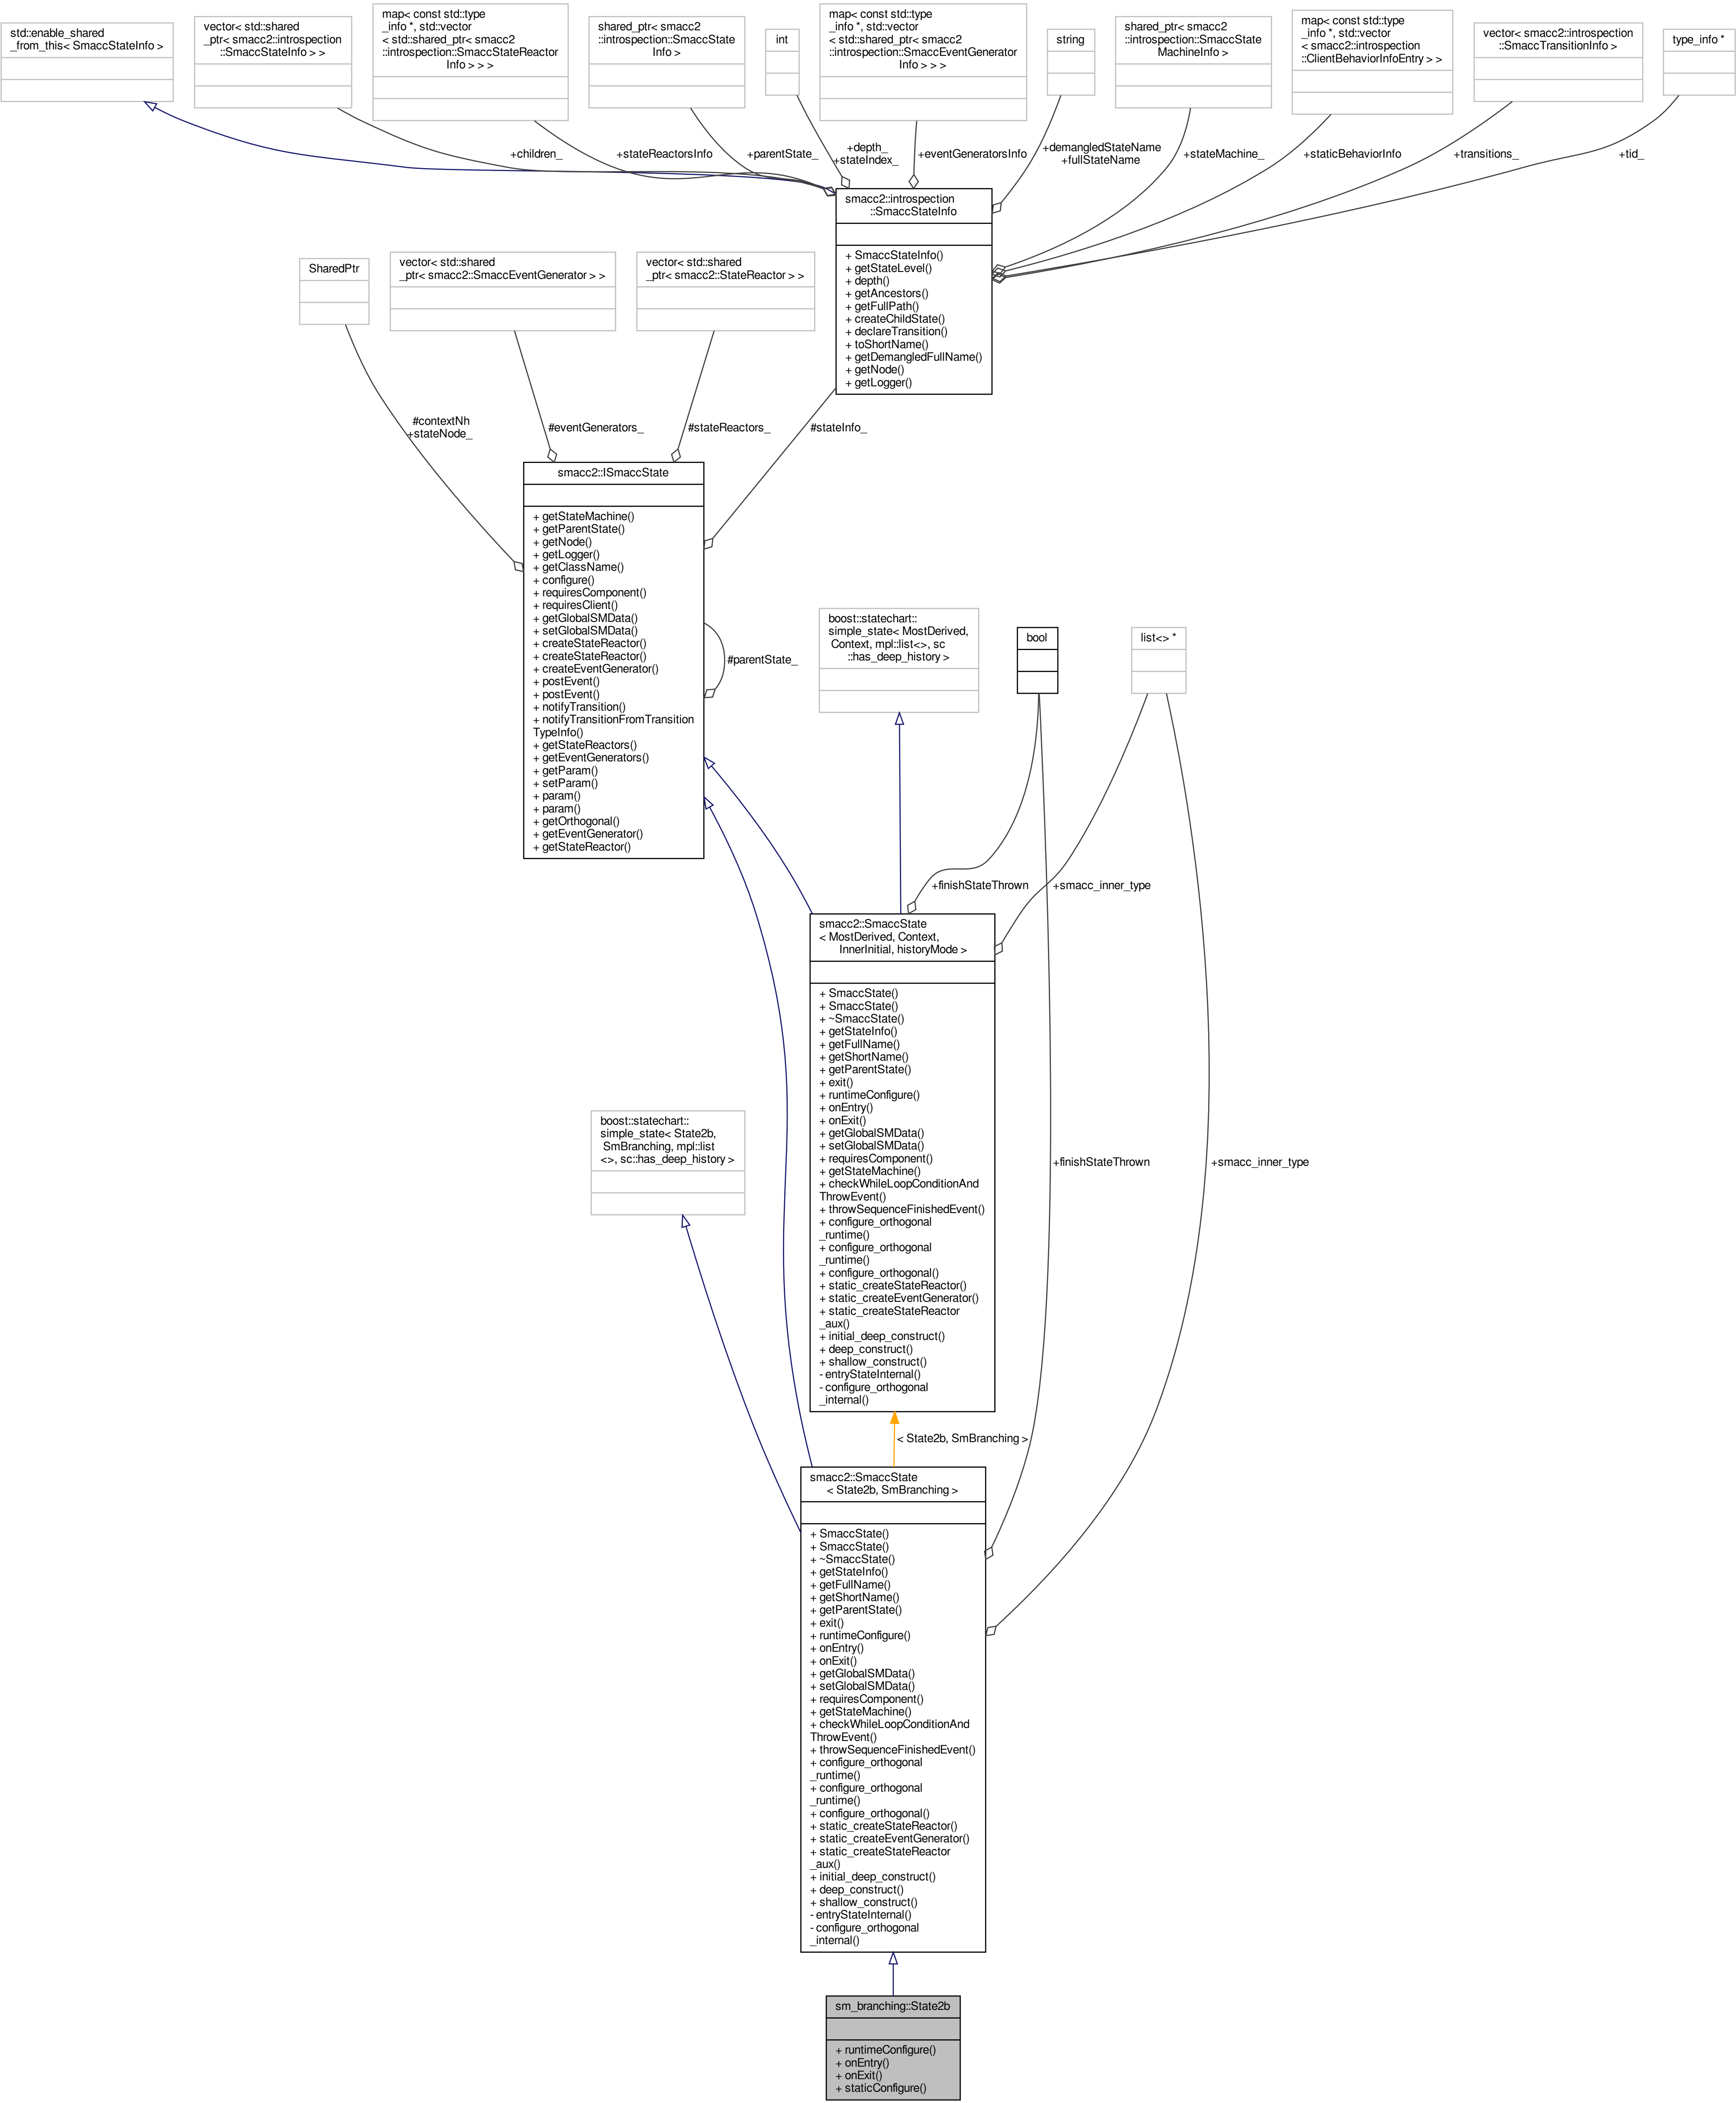 std::enable_shared
_from_this< SmaccStateInfo >
vector< std::shared
_ptr< smacc2::introspection
::SmaccStateInfo > >
map< const std::type
_info *, std::vector
< std::shared_ptr< smacc2
::introspection::SmaccStateReactor
Info > > >
shared_ptr< smacc2
::introspection::SmaccState
Info >
int
map< const std::type
_info *, std::vector
< std::shared_ptr< smacc2
::introspection::SmaccEventGenerator
Info > > >
string
shared_ptr< smacc2
::introspection::SmaccState
MachineInfo >
map< const std::type
_info *, std::vector
< smacc2::introspection
::ClientBehaviorInfoEntry > >
vector< smacc2::introspection
::SmaccTransitionInfo >
type_info *
+children_
+stateReactorsInfo
+parentState_
+depth_
+stateIndex_
+eventGeneratorsInfo
+demangledStateName
+fullStateName
+stateMachine_
+staticBehaviorInfo
+transitions_
+tid_
smacc2::introspection
::SmaccStateInfo
+ SmaccStateInfo()
+ getStateLevel()
+ depth()
+ getAncestors()
+ getFullPath()
+ createChildState()
+ declareTransition()
+ toShortName()
+ getDemangledFullName()
+ getNode()
+ getLogger()
SharedPtr
vector< std::shared
_ptr< smacc2::SmaccEventGenerator > >
vector< std::shared
_ptr< smacc2::StateReactor > >
#contextNh
+stateNode_
#eventGenerators_
#stateReactors_
#stateInfo_
smacc2::ISmaccState
+ getStateMachine()
+ getParentState()
+ getNode()
+ getLogger()
+ getClassName()
+ configure()
+ requiresComponent()
+ requiresClient()
+ getGlobalSMData()
+ setGlobalSMData()
+ createStateReactor()
+ createStateReactor()
+ createEventGenerator()
+ postEvent()
+ postEvent()
+ notifyTransition()
+ notifyTransitionFromTransition
TypeInfo()
+ getStateReactors()
+ getEventGenerators()
+ getParam()
+ setParam()
+ param()
+ param()
+ getOrthogonal()
+ getEventGenerator()
+ getStateReactor()
#parentState_
boost::statechart::
simple_state< MostDerived,
Context, mpl::list<>, sc
::has_deep_history >
bool
list<> *
+finishStateThrown
+smacc_inner_type
smacc2::SmaccState
< MostDerived, Context,
InnerInitial, historyMode >
+ SmaccState()
+ SmaccState()
+ ~SmaccState()
+ getStateInfo()
+ getFullName()
+ getShortName()
+ getParentState()
+ exit()
+ runtimeConfigure()
+ onEntry()
+ onExit()
+ getGlobalSMData()
+ setGlobalSMData()
+ requiresComponent()
+ getStateMachine()
+ checkWhileLoopConditionAnd
ThrowEvent()
+ throwSequenceFinishedEvent()
+ configure_orthogonal
_runtime()
+ configure_orthogonal
_runtime()
+ configure_orthogonal()
+ static_createStateReactor()
+ static_createEventGenerator()
+ static_createStateReactor
_aux()
+ initial_deep_construct()
+ deep_construct()
+ shallow_construct()
- entryStateInternal()
- configure_orthogonal
_internal()
boost::statechart::
simple_state< State2b,
SmBranching, mpl::list
<>, sc::has_deep_history >
+finishStateThrown
+smacc_inner_type
< State2b, SmBranching >
smacc2::SmaccState
< State2b, SmBranching >
+ SmaccState()
+ SmaccState()
+ ~SmaccState()
+ getStateInfo()
+ getFullName()
+ getShortName()
+ getParentState()
+ exit()
+ runtimeConfigure()
+ onEntry()
+ onExit()
+ getGlobalSMData()
+ setGlobalSMData()
+ requiresComponent()
+ getStateMachine()
+ checkWhileLoopConditionAnd
ThrowEvent()
+ throwSequenceFinishedEvent()
+ configure_orthogonal
_runtime()
+ configure_orthogonal
_runtime()
+ configure_orthogonal()
+ static_createStateReactor()
+ static_createEventGenerator()
+ static_createStateReactor
_aux()
+ initial_deep_construct()
+ deep_construct()
+ shallow_construct()
- entryStateInternal()
- configure_orthogonal
_internal()
sm_branching::State2b
+ runtimeConfigure()
+ onEntry()
+ onExit()
+ staticConfigure()